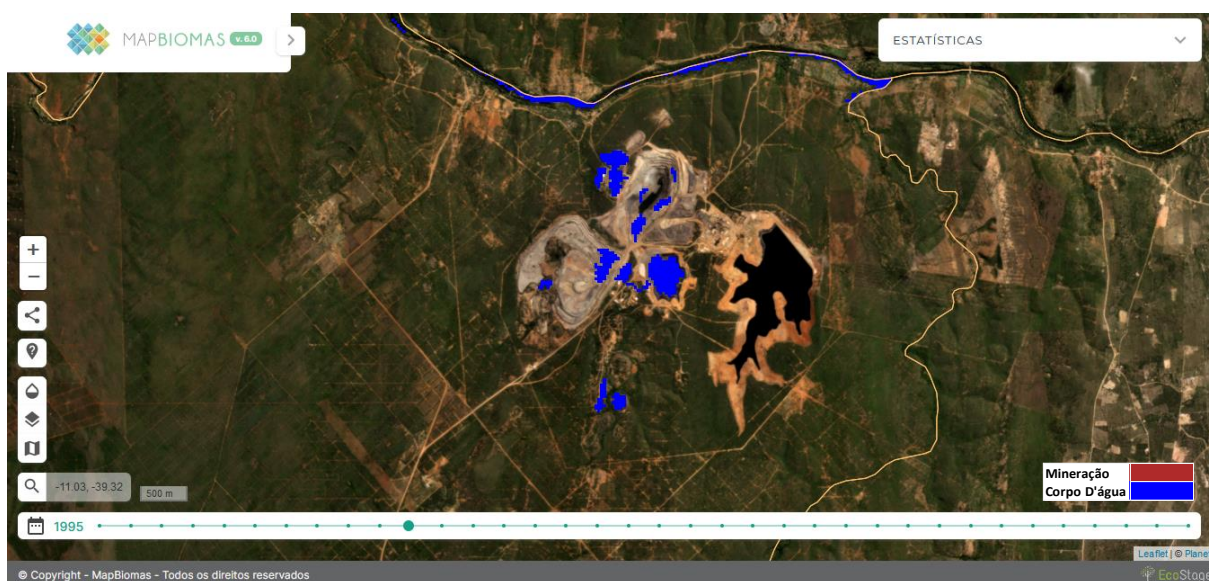 MAPBIOMAS v. 6.0 >
ESTATÍSTICAS
+
−
-11.03, -39.32
500 m
Mineração
Corpo D'água
1995
Leaflet | © Planet
© Copyright - MapBiomas - Todos os direitos reservados
EcoStage